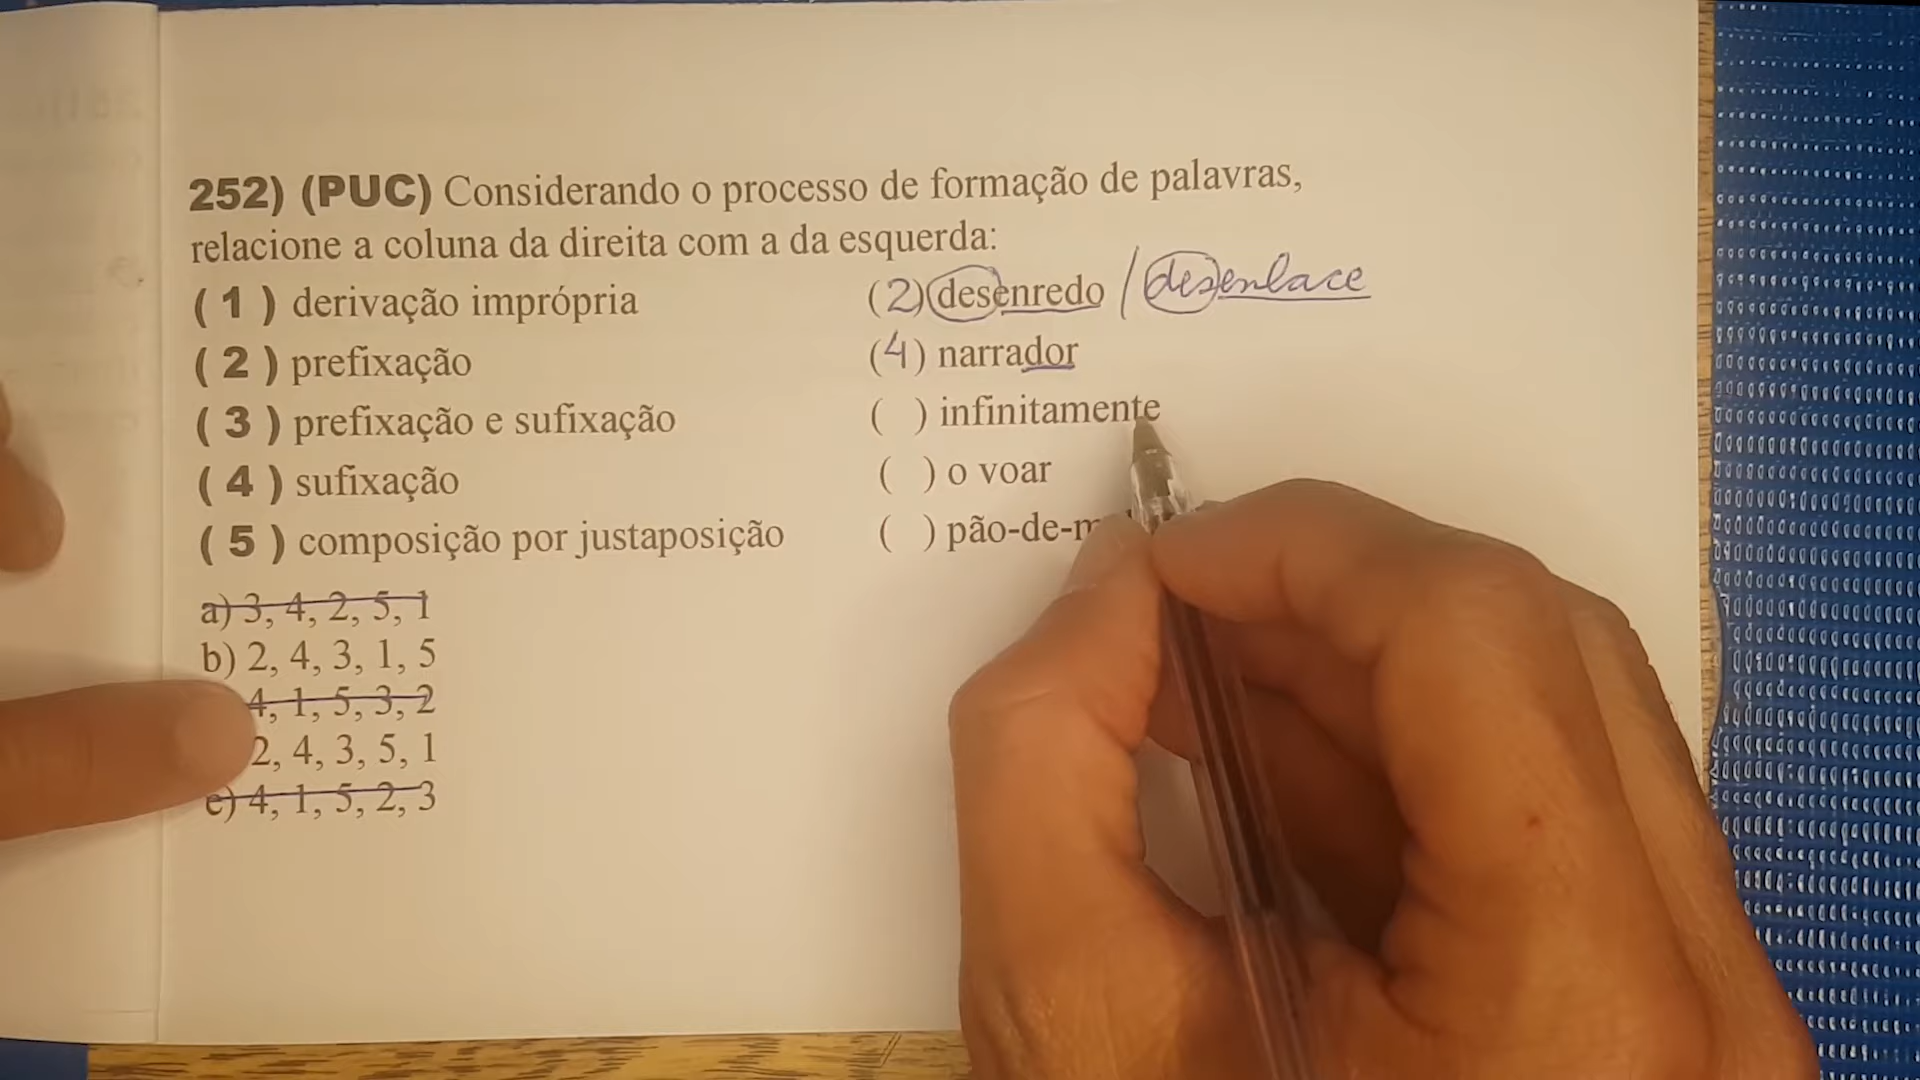 252) (PUC) Considerando o processo de formação de palavras,
relacione a coluna da direita com a da esquerda:
( 1 ) derivação imprópria
( 2 ) prefixação
( 3 ) prefixação e sufixação
( 4 ) sufixação
( 5 ) composição por justaposição
(2) desenredo / desenlace
(4) narrador
( ) infinitamente
( ) o voar
( ) pão-de-m
a) 3, 4, 2, 5, 1
b) 2, 4, 3, 1, 5
4, 1, 5, 3, 2
2, 4, 3, 5, 1
e) 4, 1, 5, 2, 3